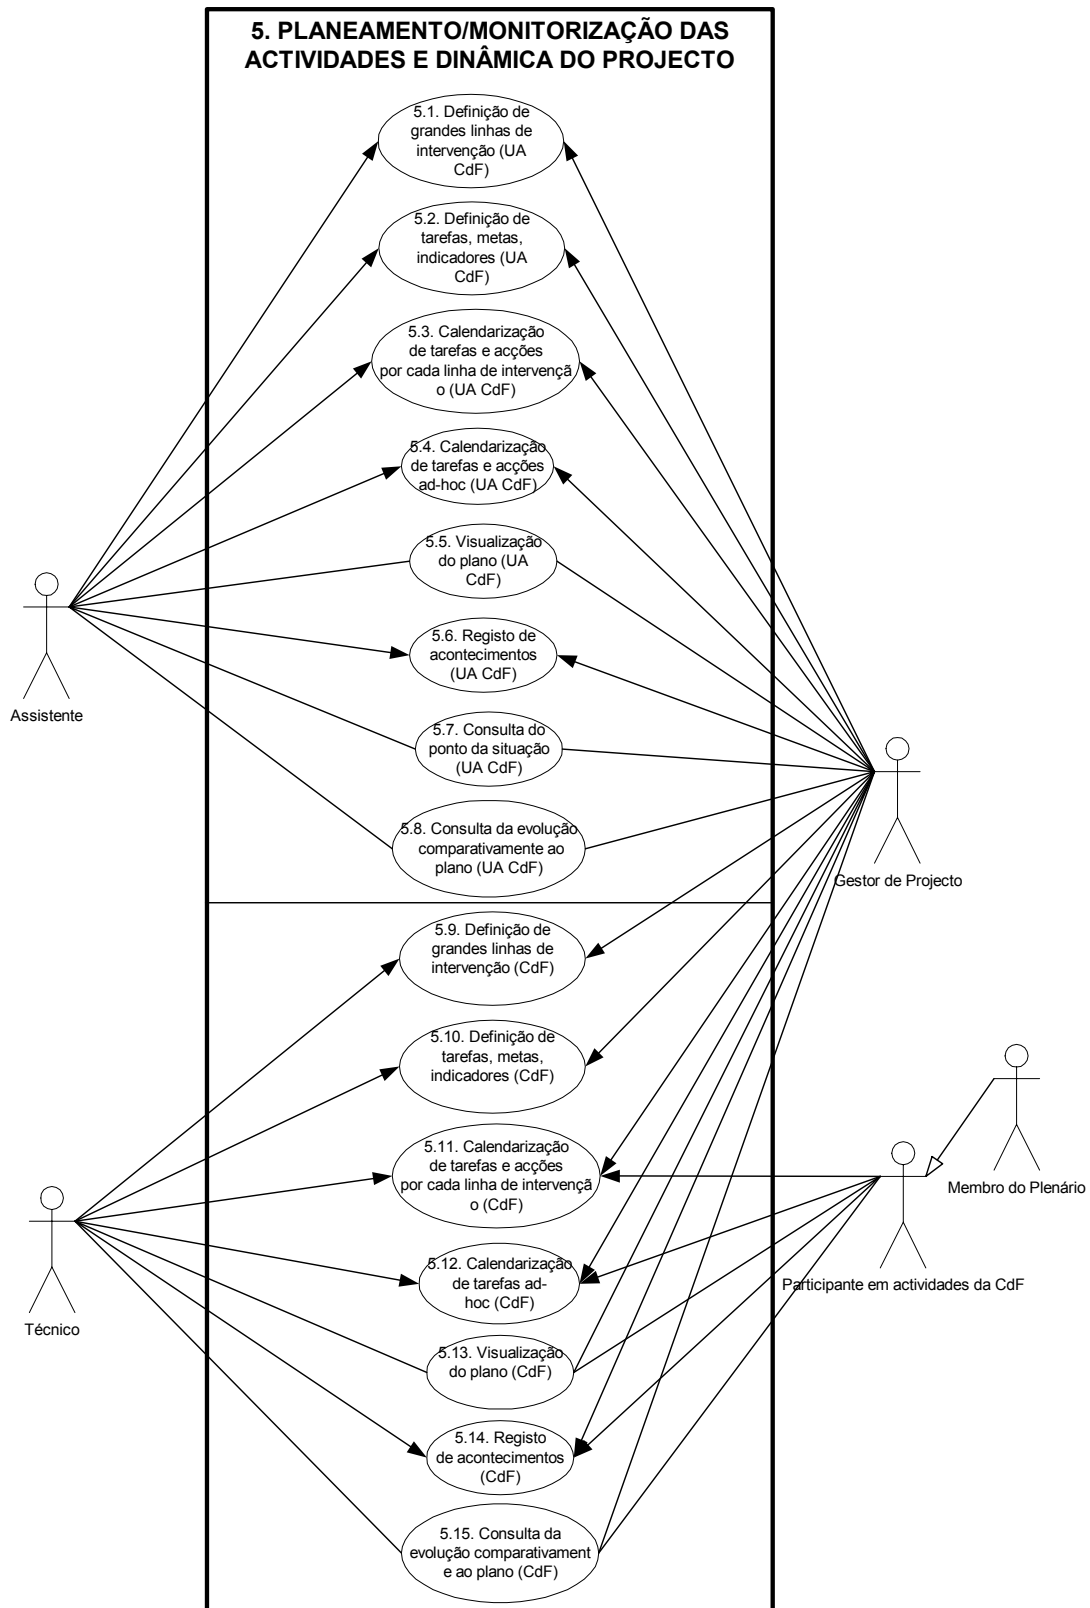 5. PLANEAMENTO/MONITORIZAÇÃO DAS
ACTIVIDADES E DINÂMICA DO PROJECTO
5.1. Definição de
grandes linhas de
intervenção (UA
CdF)
5.2. Definição de
tarefas, metas,
indicadores (UA
CdF)
5.3. Calendarização
de tarefas e acções
por cada linha de intervençã
o (UA CdF)
5.4. Calendarização
de tarefas e acções
ad-hoc (UA CdF)
5.5. Visualização
do plano (UA
CdF)
5.6. Registo de
acontecimentos
(UA CdF)
Assistente
5.7. Consulta do
ponto da situação
(UA CdF)
5.8. Consulta da evolução
comparativamente ao
plano (UA CdF)
Gestor de Projecto
5.9. Definição de
grandes linhas de
intervenção (CdF)
5.10. Definição de
tarefas, metas,
indicadores (CdF)
5.11. Calendarização
de tarefas e acções
por cada linha de intervençã
o (CdF)
Membro do Plenário
5.12. Calendarização
de tarefas ad-
hoc (CdF)
Participante em actividades da CdF
Técnico
5.13. Visualização
do plano (CdF)
5.14. Registo
de acontecimentos
(CdF)
5.15. Consulta da
evolução comparativament
e ao plano (CdF)